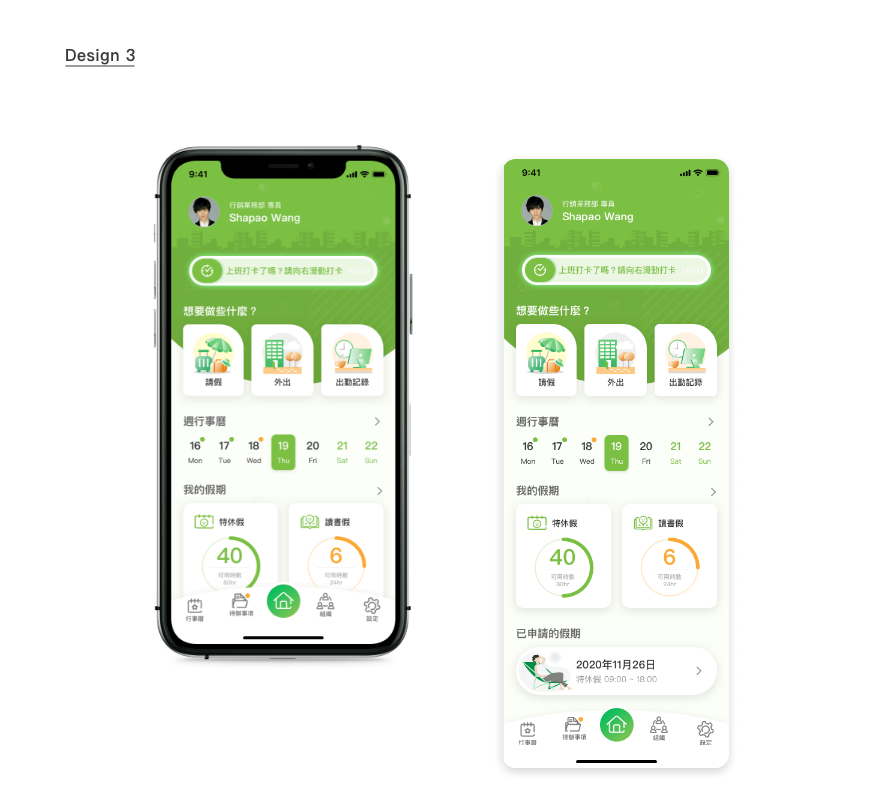 Design 3
9:41
行銷業務部 專員
Shapao Wang
上班打卡了嗎？請向右滑動打卡
想要做些什麼？
請假 外出 出勤記錄
週行事曆
16 17 18 19 20 21 22
Mon Tue Wed Thu Fri Sat Sun
我的假期
特休假 讀書假
40 6
可用時數 可用時數
80hr 24hr
行事曆 待辦事項 組織 設定
9:41
行銷業務部 專員
Shapao Wang
上班打卡了嗎？請向右滑動打卡
想要做些什麼？
請假 外出 出勤記錄
週行事曆
16 17 18 19 20 21 22
Mon Tue Wed Thu Fri Sat Sun
我的假期
特休假 讀書假
40 6
可用時數 可用時數
80hr 24hr
已申請的假期
2020年11月26日
特休假 09:00 ~ 18:00
行事曆 待辦事項 組織 設定